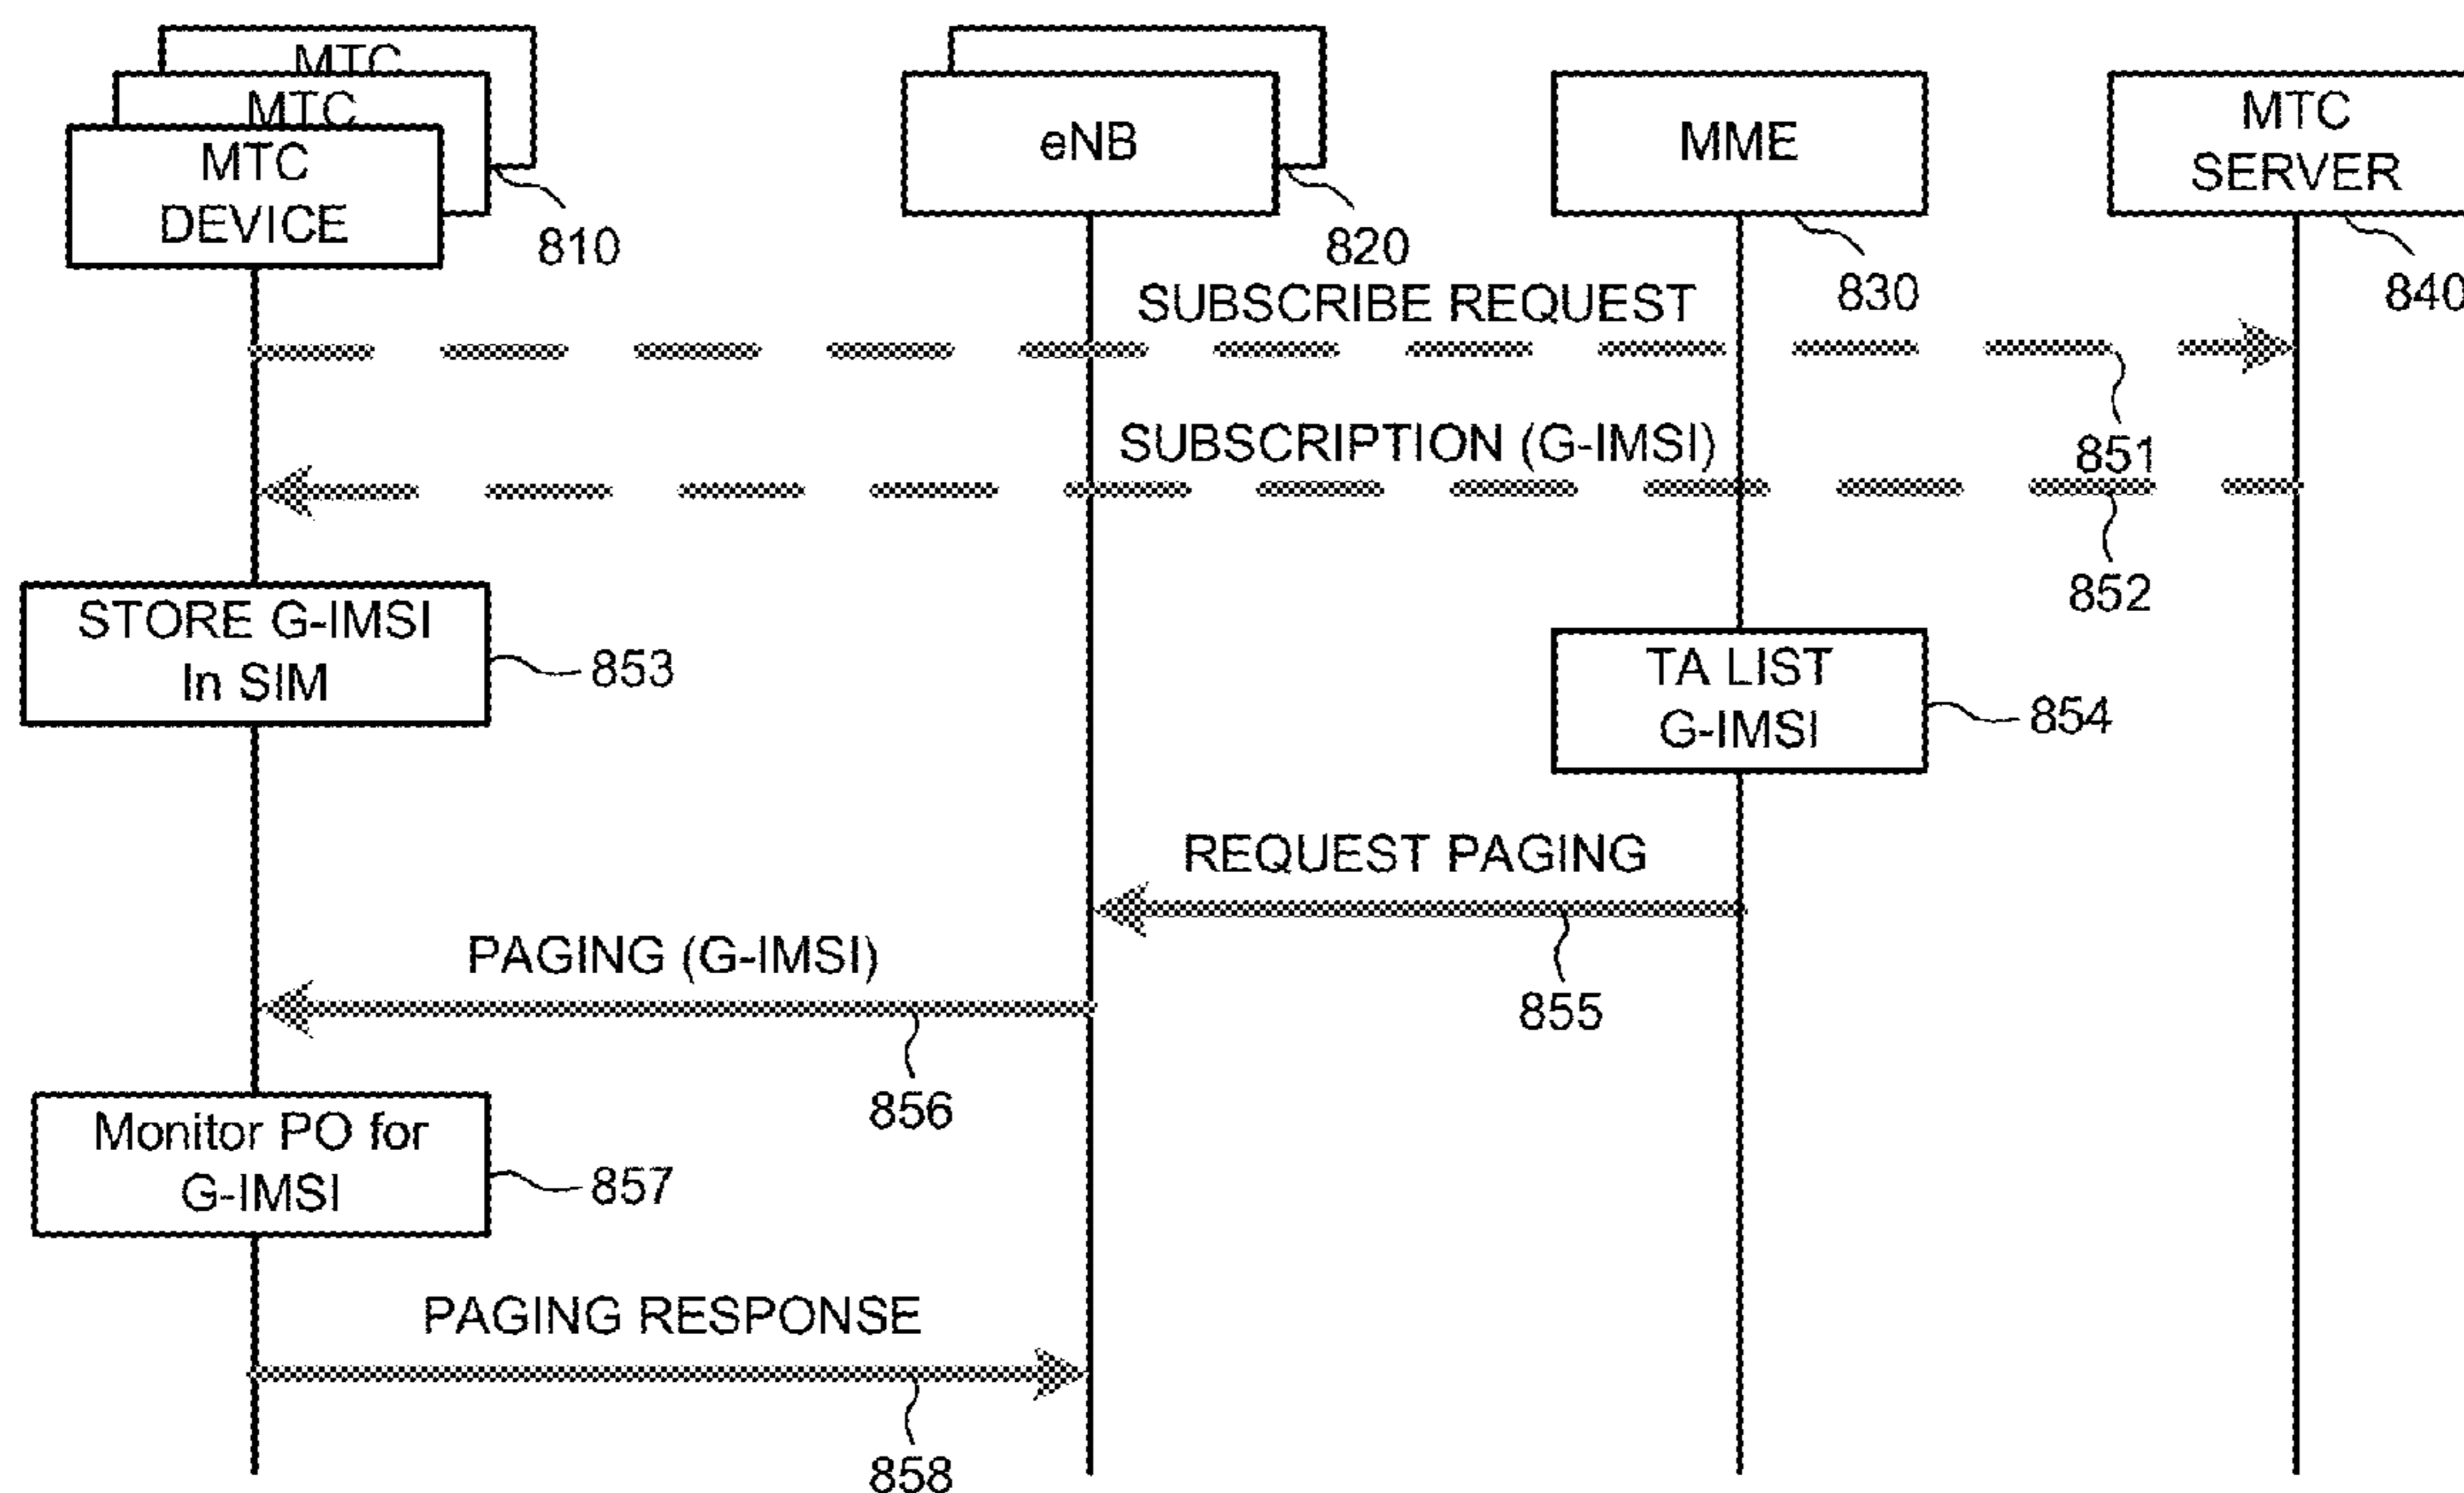 MTC
MTC
MTC
DEVICE
810
eNB
820
MME
830
MTC
SERVER
840
SUBSCRIBE REQUEST
851
SUBSCRIPTION (G-IMSI)
852
STORE G-IMSI
In SIM
853
TA LIST
G-IMSI
854
REQUEST PAGING
855
PAGING (G-IMSI)
856
Monitor PO for
G-IMSI
857
PAGING RESPONSE
858